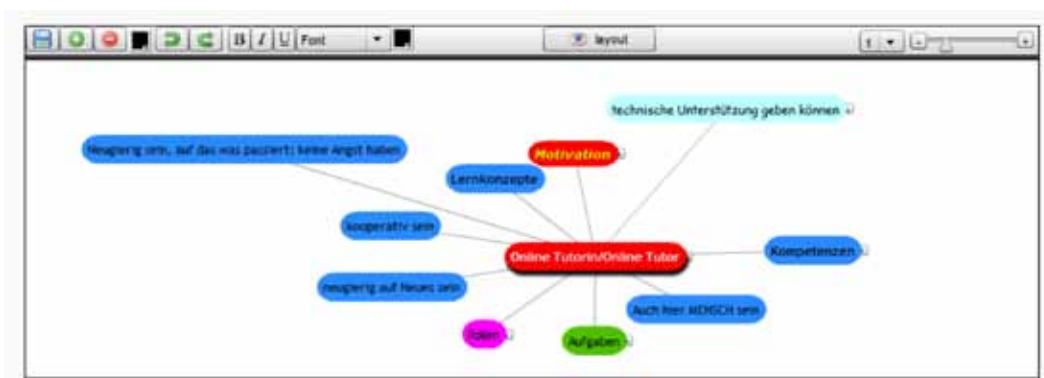 B I U Font layout 1
technische Unterstützung geben können
Neugierig sein, auf das was passiert; keine Angst haben
Motivation
Lernkonzepte
kooperativ sein
Online Tutorin/Online Tutor
Kompetenzen
neugierig auf Neues sein
Auch hier MENSCH sein
Rollen
Aufgaben